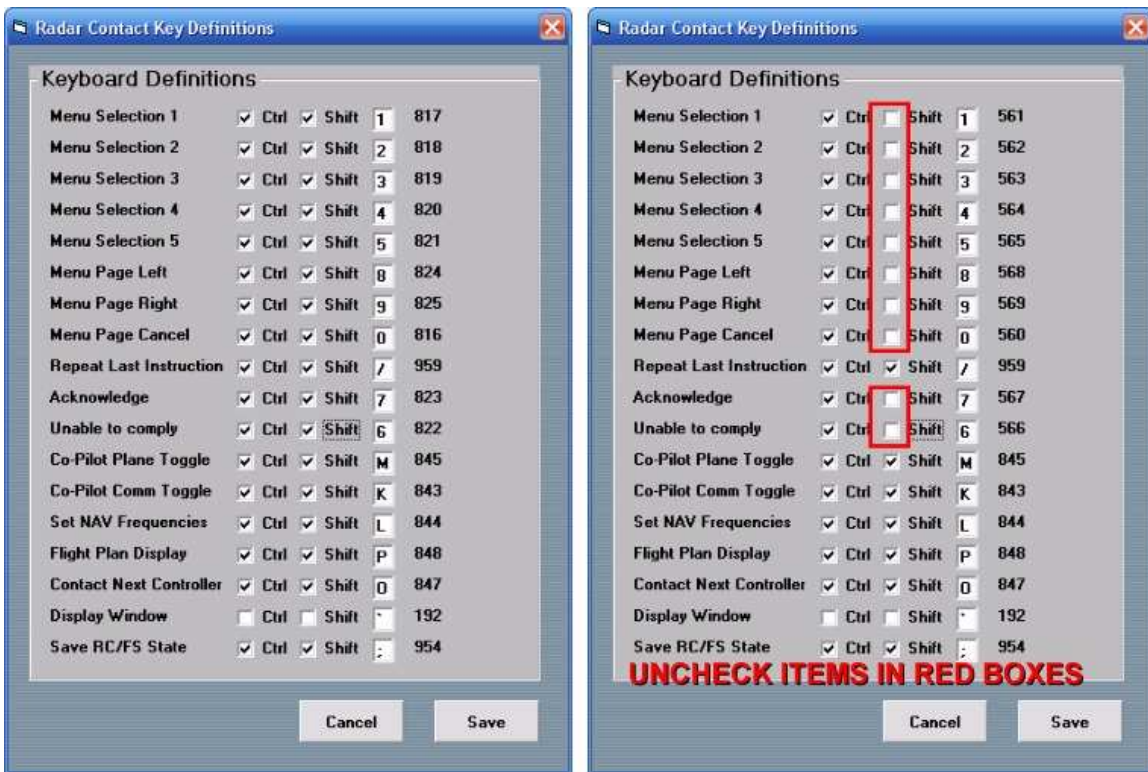 Radar Contact Key Definitions
Keyboard Definitions
Menu Selection 1 Ctrl Shift 1 817
Menu Selection 2 Ctrl Shift 2 818
Menu Selection 3 Ctrl Shift 3 819
Menu Selection 4 Ctrl Shift 4 820
Menu Selection 5 Ctrl Shift 5 821
Menu Page Left Ctrl Shift 8 824
Menu Page Right Ctrl Shift 9 825
Menu Page Cancel Ctrl Shift 0 816
Repeat Last Instruction Ctrl Shift / 959
Acknowledge Ctrl Shift 7 823
Unable to comply Ctrl Shift 6 822
Co-Pilot Plane Toggle Ctrl Shift M 845
Co-Pilot Comm Toggle Ctrl Shift K 843
Set NAV Frequencies Ctrl Shift L 844
Flight Plan Display Ctrl Shift P 848
Contact Next Controller Ctrl Shift O 847
Display Window Ctrl Shift ` 192
Save RC/FS State Ctrl Shift ; 954
Cancel Save
Radar Contact Key Definitions
Keyboard Definitions
Menu Selection 1 Ctrl Shift 1 561
Menu Selection 2 Ctrl Shift 2 562
Menu Selection 3 Ctrl Shift 3 563
Menu Selection 4 Ctrl Shift 4 564
Menu Selection 5 Ctrl Shift 5 565
Menu Page Left Ctrl Shift 8 568
Menu Page Right Ctrl Shift 9 569
Menu Page Cancel Ctrl Shift 0 560
Repeat Last Instruction Ctrl Shift / 959
Acknowledge Ctrl Shift 7 567
Unable to comply Ctrl Shift 6 566
Co-Pilot Plane Toggle Ctrl Shift M 845
Co-Pilot Comm Toggle Ctrl Shift K 843
Set NAV Frequencies Ctrl Shift L 844
Flight Plan Display Ctrl Shift P 848
Contact Next Controller Ctrl Shift O 847
Display Window Ctrl Shift ` 192
Save RC/FS State Ctrl Shift ; 954
UNCHECK ITEMS IN RED BOXES
Cancel Save